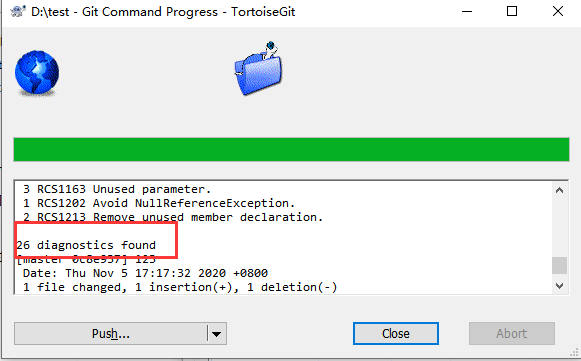 D:\test - Git Command Progress - TortoiseGit
3 RCS1163 Unused parameter.
1 RCS1202 Avoid NullReferenceException.
2 RCS1213 Remove unused member declaration.
26 diagnostics found
[master 0c8e957] 123
Date: Thu Nov 5 17:17:32 2020 +0800
1 file changed, 1 insertion(+), 1 deletion(-)
Push...
Close
Abort